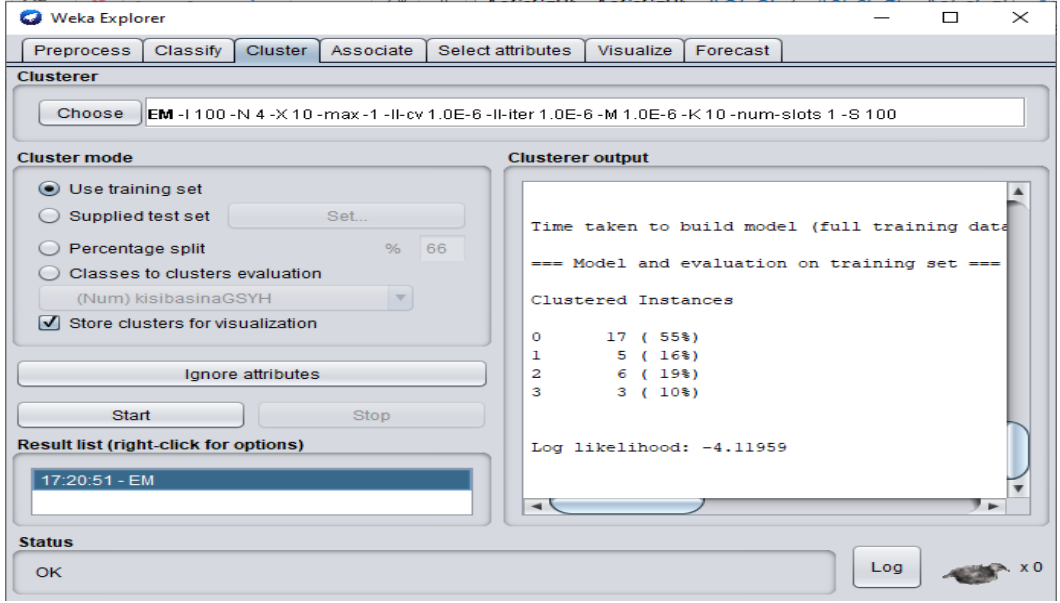 Weka Explorer
Preprocess Classify Cluster Associate Select attributes Visualize Forecast
Clusterer
Choose EM -I 100 -N 4 -X 10 -max -1 -ll-cv 1.0E-6 -ll-iter 1.0E-6 -M 1.0E-6 -K 10 -num-slots 1 -S 100
Cluster mode
Use training set
Supplied test set Set...
Percentage split % 66
Classes to clusters evaluation
(Num) kisibasinaGSYH
Store clusters for visualization
Ignore attributes
Start Stop
Result list (right-click for options)
17:20:51 - EM
Clusterer output
Time taken to build model (full training data
=== Model and evaluation on training set ===
Clustered Instances
0 17 ( 55%)
1 5 ( 16%)
2 6 ( 19%)
3 3 ( 10%)
Log likelihood: -4.11959
Status
OK
Log x 0